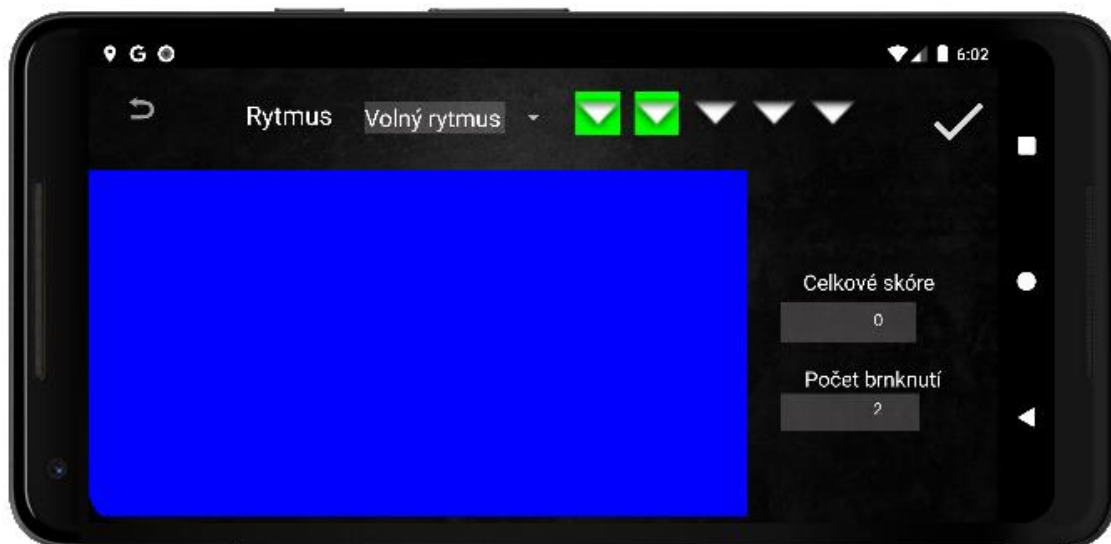 G 6:02
Rytmus Volný rytmus
Celkové skóre
0
Počet brnknutí
2